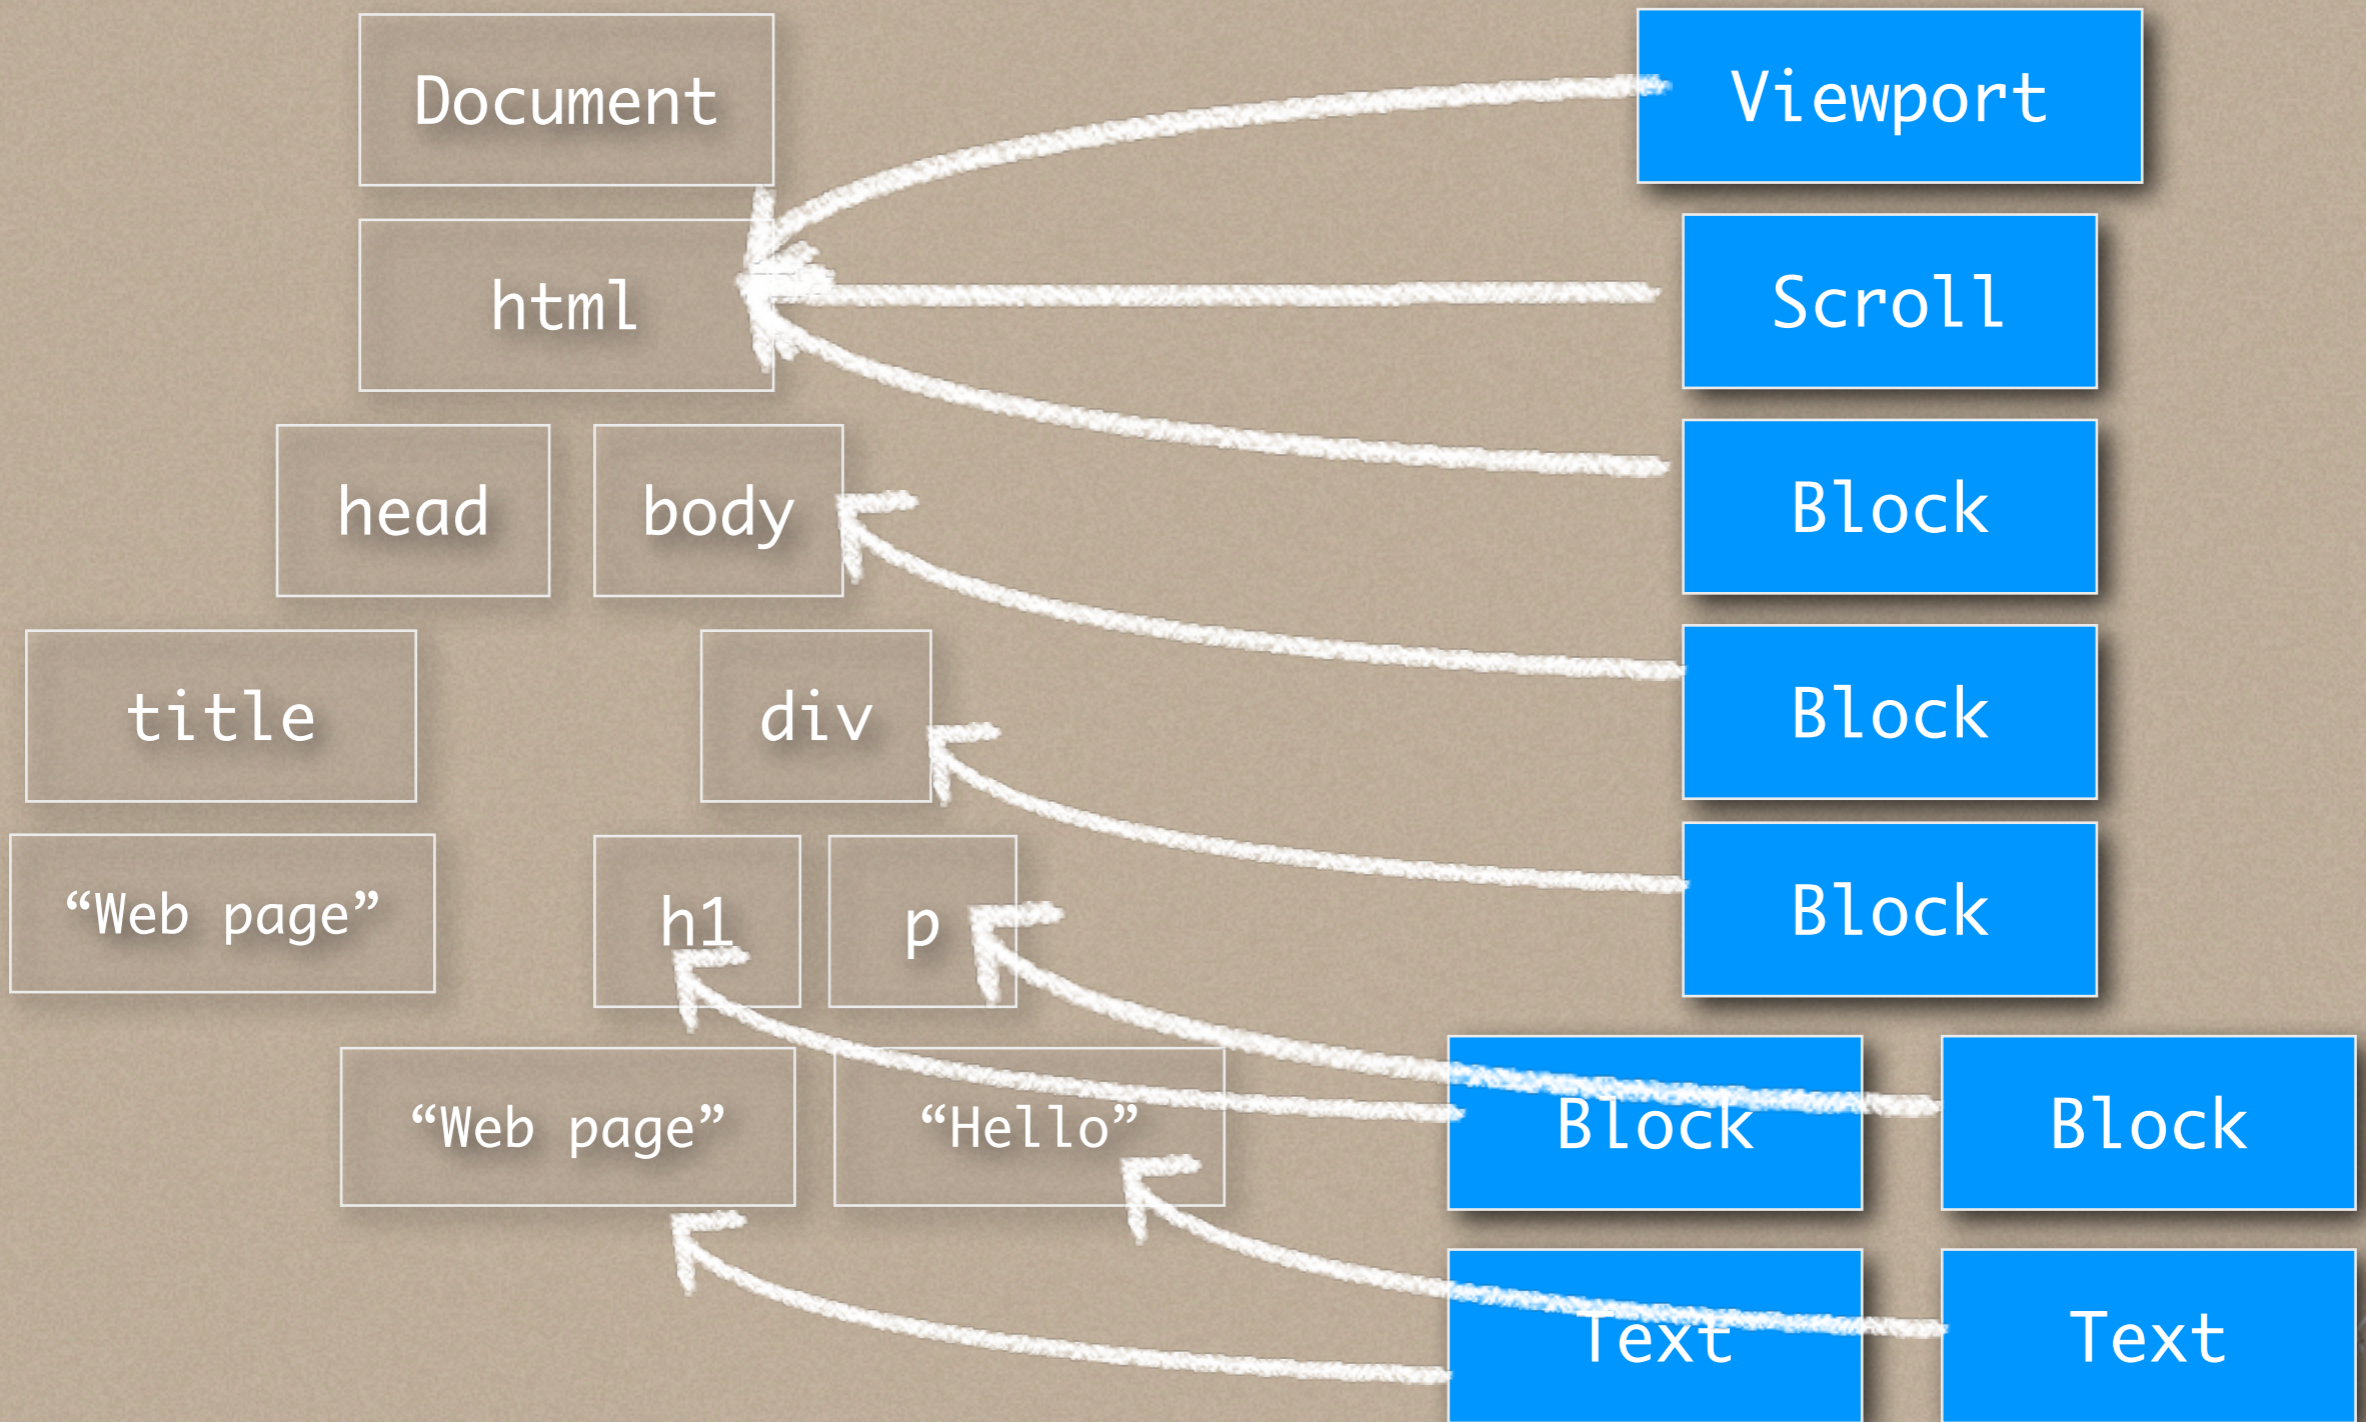 Document
Viewport
html
Scroll
head
body
Block
title
div
Block
“Web page”
h1
p
Block
“Web page”
“Hello”
Block
Block
Text
Text